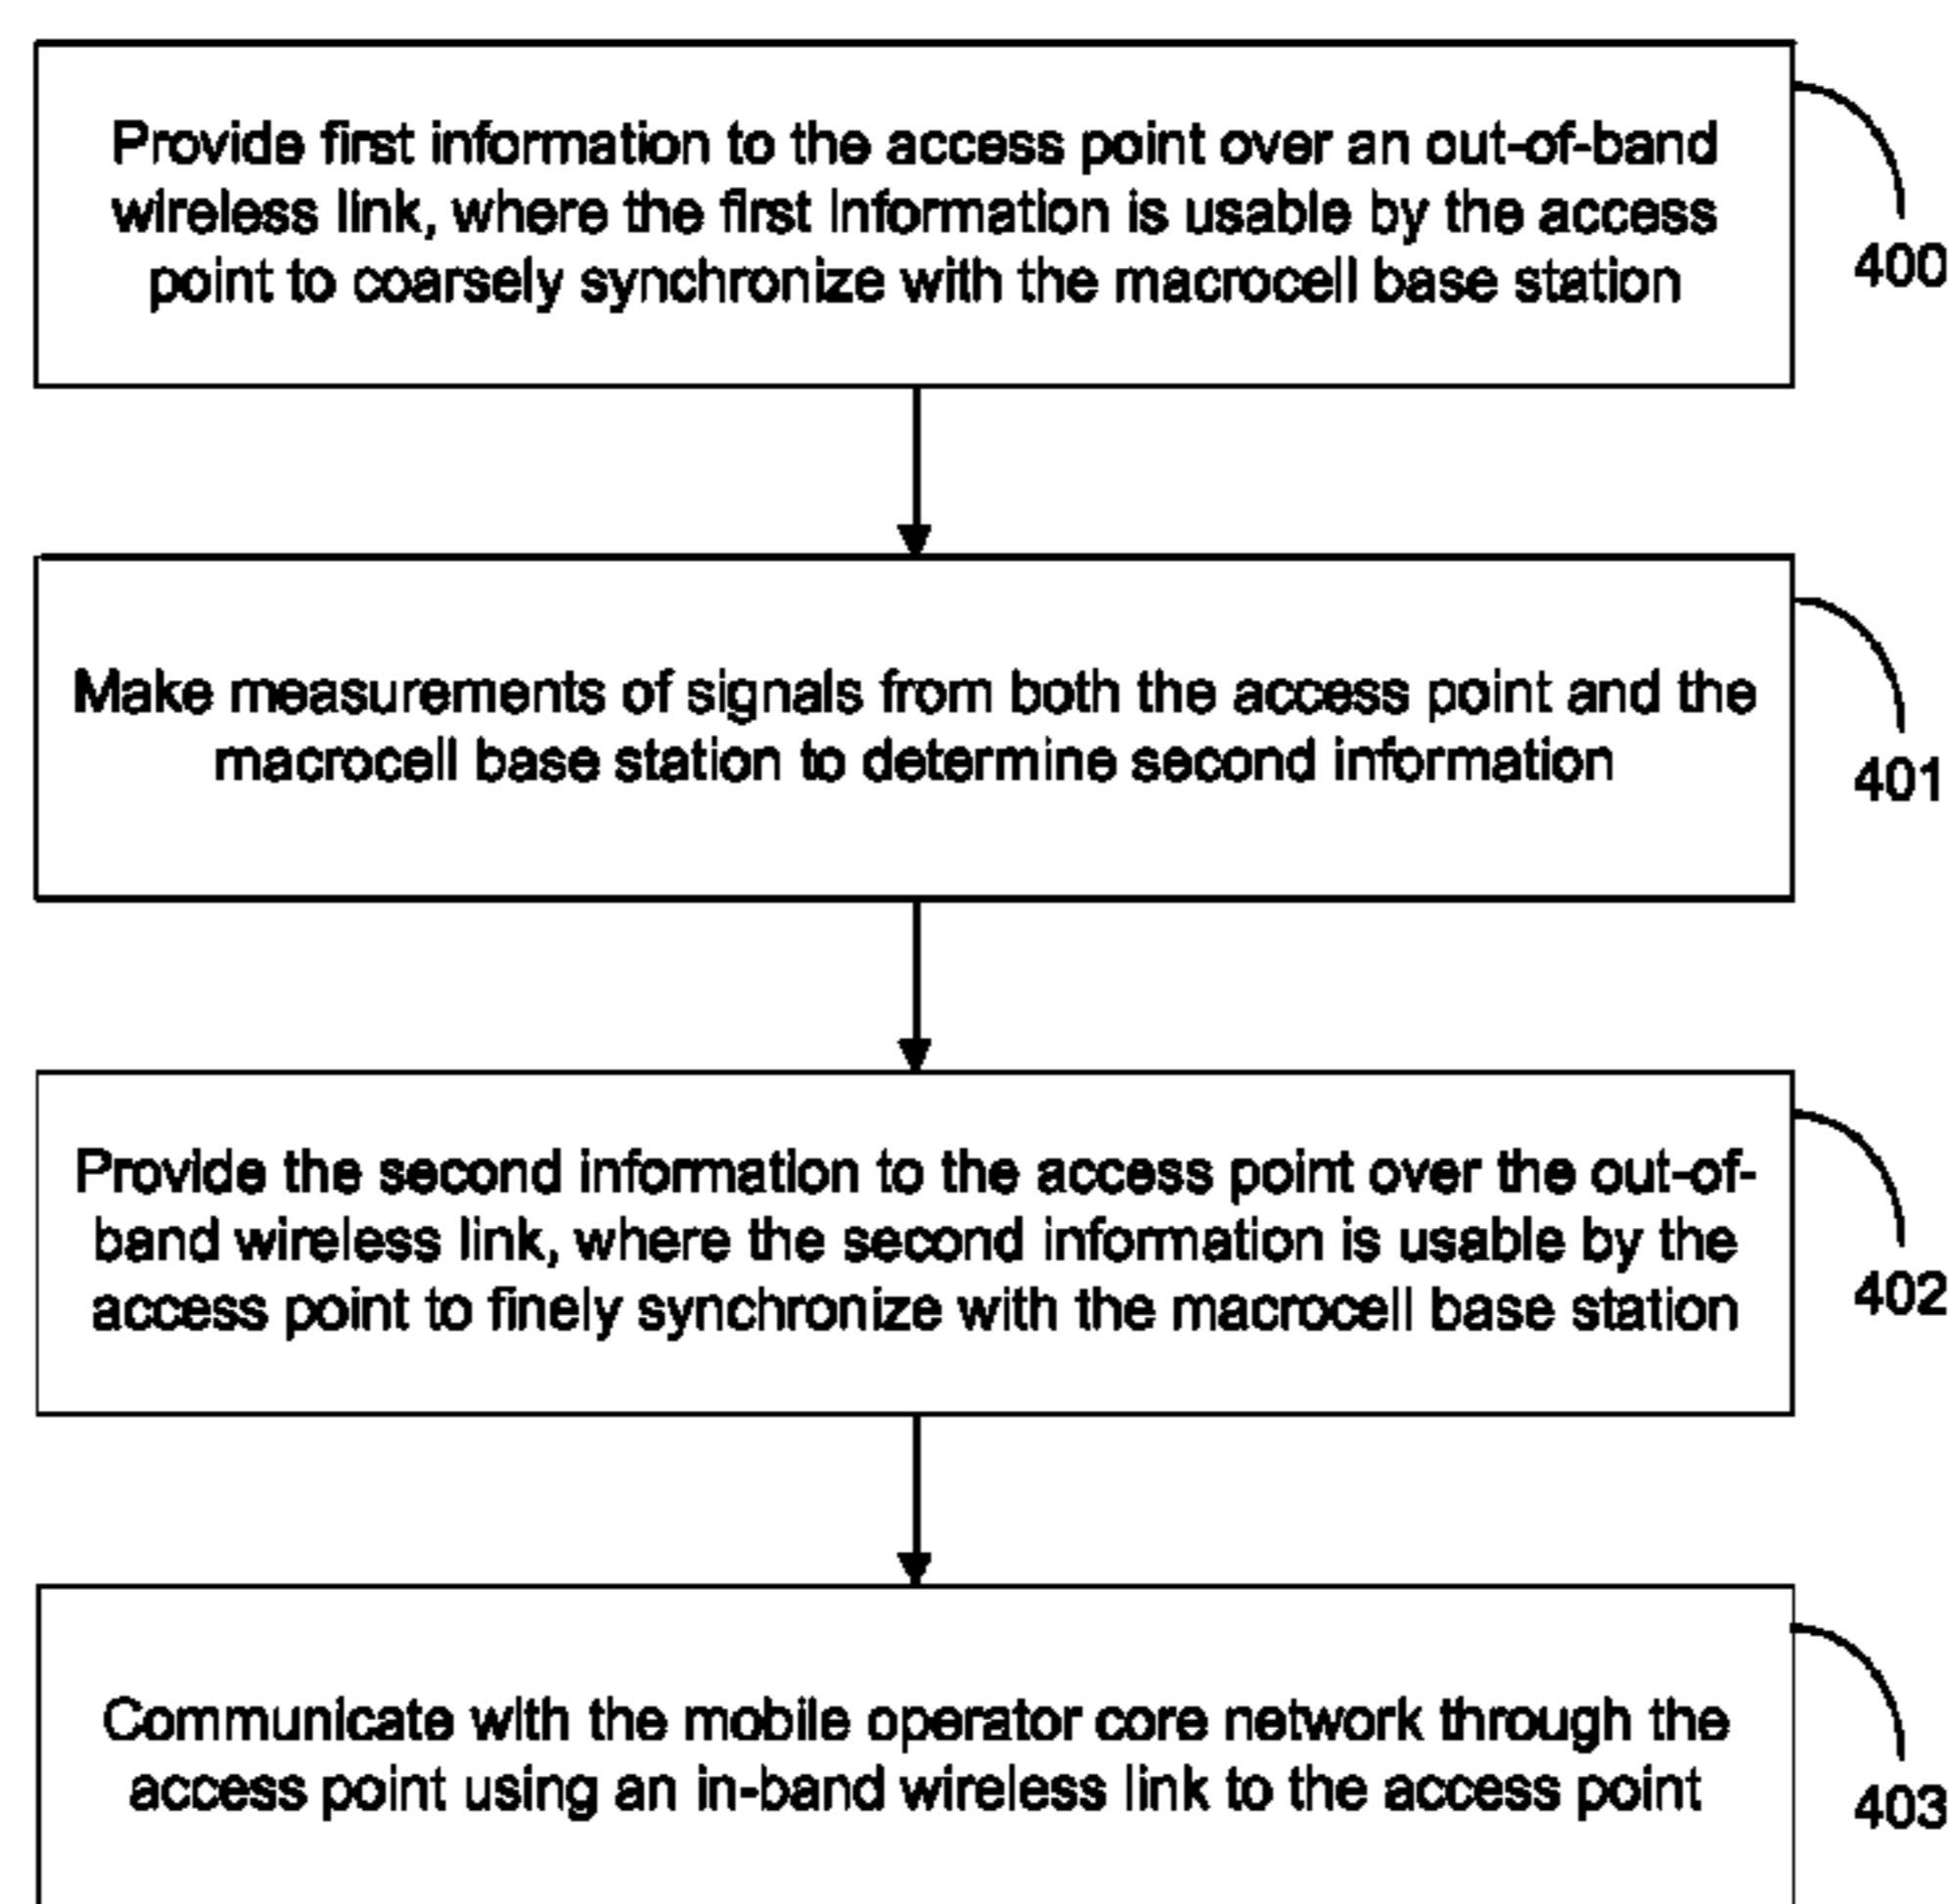 Provide first information to the access point over an out-of-band
wireless link, where the first information is usable by the access
point to coarsely synchronize with the macrocell base station
400
Make measurements of signals from both the access point and the
macrocell base station to determine second information
401
Provide the second information to the access point over the out-of-
band wireless link, where the second information is usable by the
access point to finely synchronize with the macrocell base station
402
Communicate with the mobile operator core network through the
access point using an in-band wireless link to the access point
403